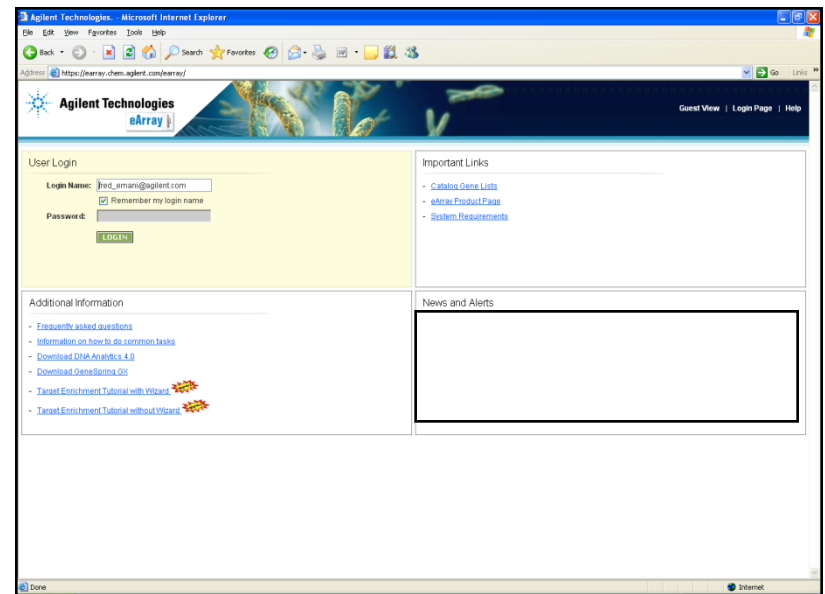 Agilent Technologies. - Microsoft Internet Explorer
File Edit View Favorites Tools Help
Back Search Favorites
Address https://earray.chem.agilent.com/earray/ Go Links »
Agilent Technologies
eArray
Guest View | Login Page | Help
User Login
Login Name: fred_ernani@agilent.com
Remember my login name
Password:
LOGIN
Important Links
- Catalog Gene Lists
- eArray Product Page
- System Requirements
Additional Information
- Frequently asked questions
- Information on how to do common tasks
- Download DNA Analytics 4.0
- Download GeneSpring GX
- Target Enrichment Tutorial with Wizard
- Target Enrichment Tutorial without Wizard
News and Alerts
Done
Internet